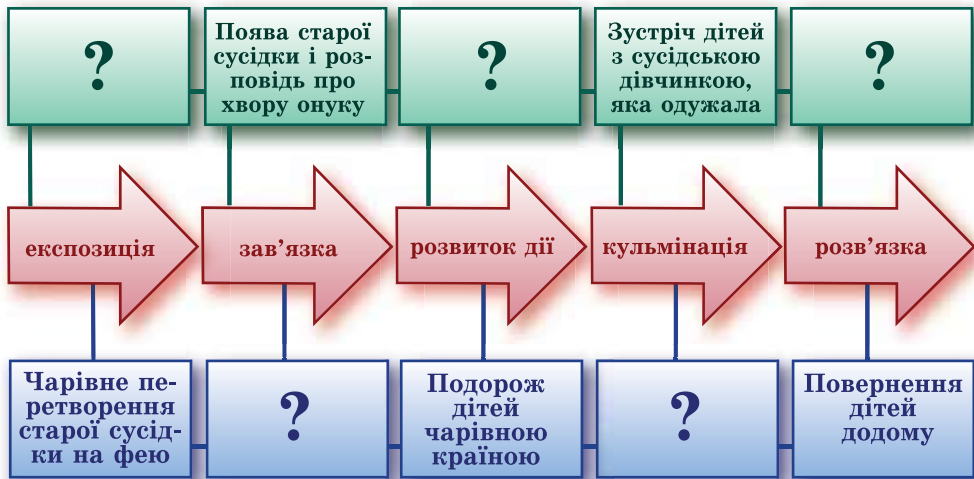 ?
Поява старої
сусідки і роз-
повідь про
хвору онуку
?
Зустріч дітей
з сусідською
дівчинкою,
яка одужала
?
експозиція
зав’язка
розвиток дії
кульмінація
розв’язка
Чарівне пе-
ретворення
старої сусід-
ки на фею
?
Подорож
дітей
чарівною
країною
?
Повернення
дітей
додому